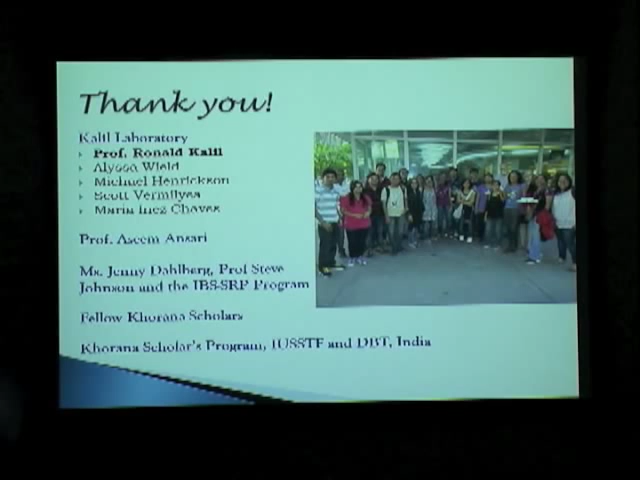 Thank you!
Kalil Laboratory
Prof. Ronald Kalil
Alyssa Wield
Michael Henrickson
Scott Vermilyea
Maria Inez Chaves
Prof. Aseem Ansari
Ms. Jenny Dahlberg, Prof Steve
Johnson and the IBS-SRP Program
Fellow Khorana Scholars
Khorana Scholar's Program, IUSSTF and DBT, India